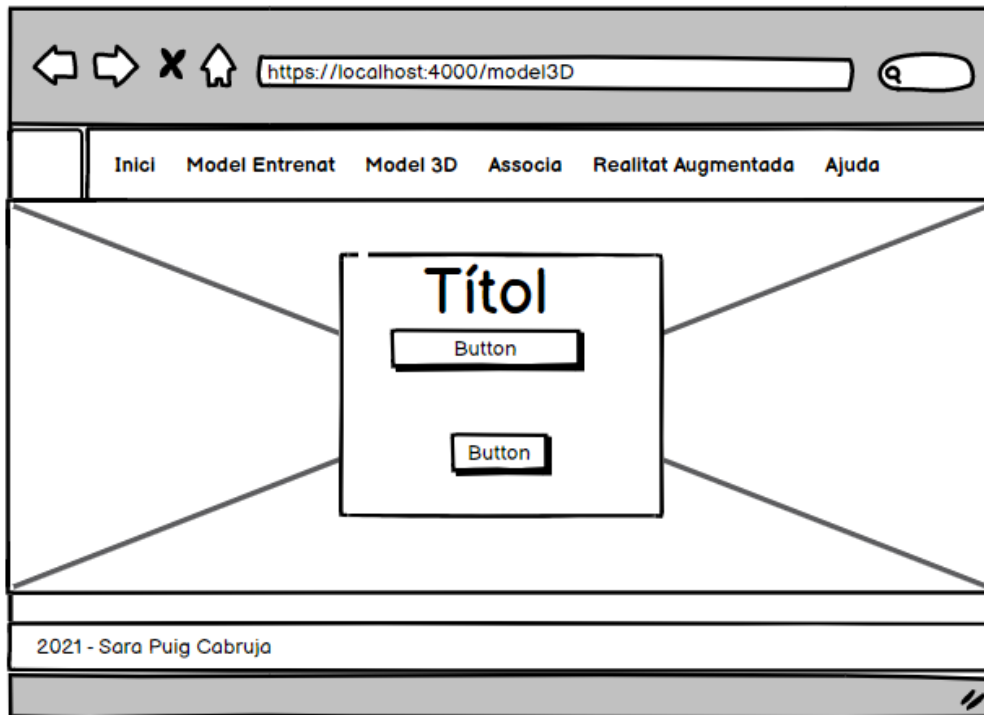 https://localhost:4000/model3D
Inici Model Entrenat Model 3D Associa Realitat Augmentada Ajuda
Títol
Button
Button
2021 - Sara Puig Cabruja